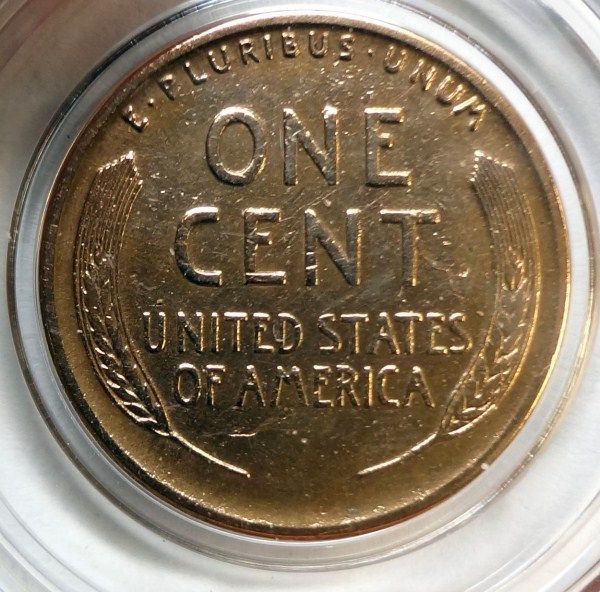 E·PLURIBUS·UNUM
ONE
CENT
UNITED STATES
OF AMERICA